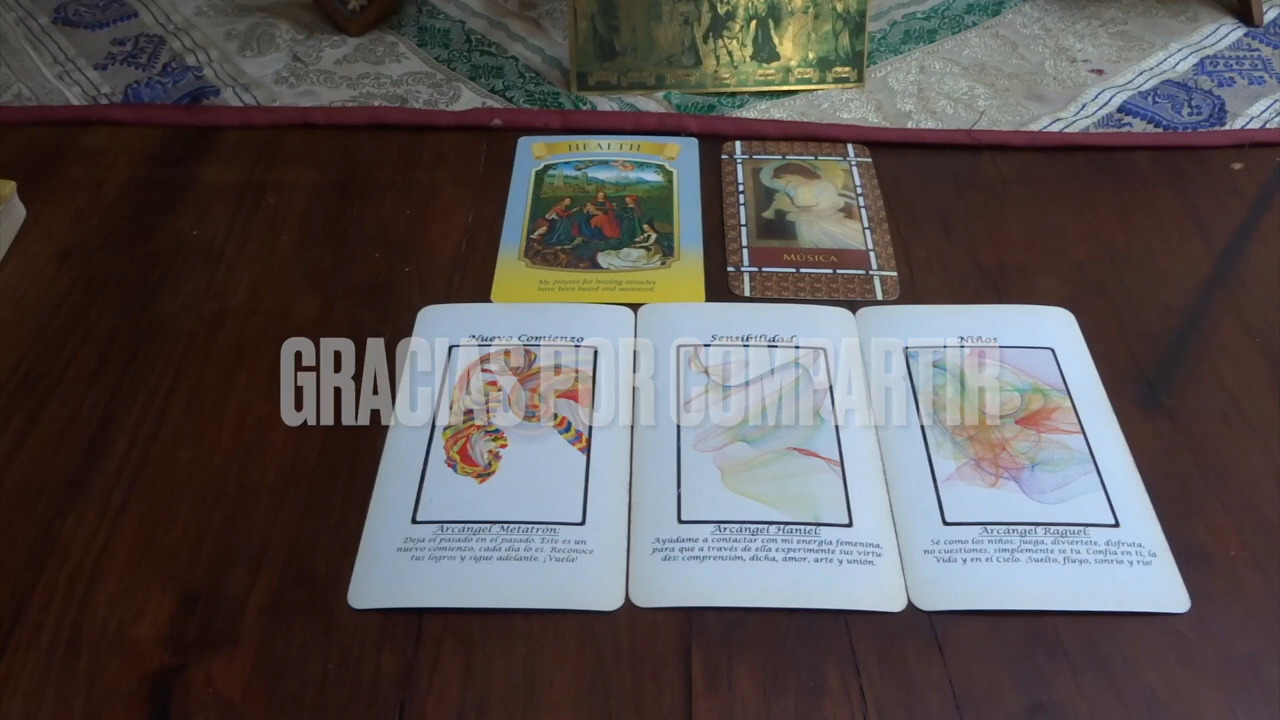 HEALTH
My prayers for healing miracles
have been heard and answered
MÚSICA
GRACIAS POR COMPARTIR
Nuevo Comienzo
Arcángel Metatrón:
Deja el pasado en el pasado. Este es un
nuevo comienzo, cada día lo es. Reconoce
tus logros y sigue adelante. ¡Vuela!
Sensibilidad
Arcángel Haniel:
Ayúdame a contactar con mi energía femenina,
para que a través de ella experimente sus virtu-
des: comprensión, dicha, amor, arte y unión.
Niños
Arcángel Raguel:
Sé como los niños: juega, diviértete, disfruta,
no cuestiones, simplemente se tú. Confía en ti, la
Vida y en el Cielo. ¡Suelto, fluyo, sonrío y río!